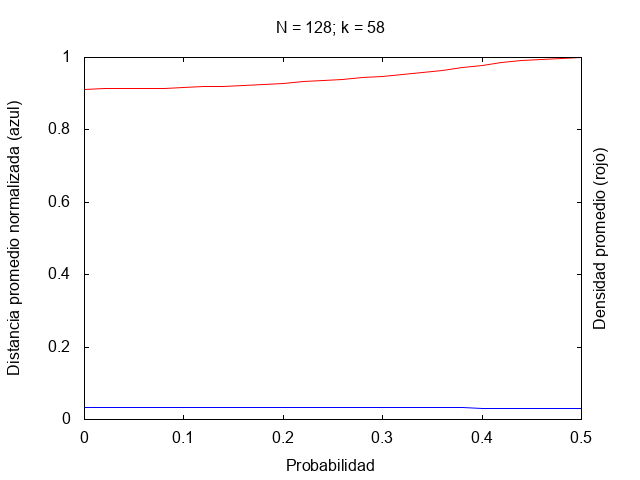 N = 128; k = 58
1
0.8
0.6
0.4
0.2
0
Distancia promedio normalizada (azul)
Densidad promedio (rojo)
0 0.1 0.2 0.3 0.4 0.5
Probabilidad